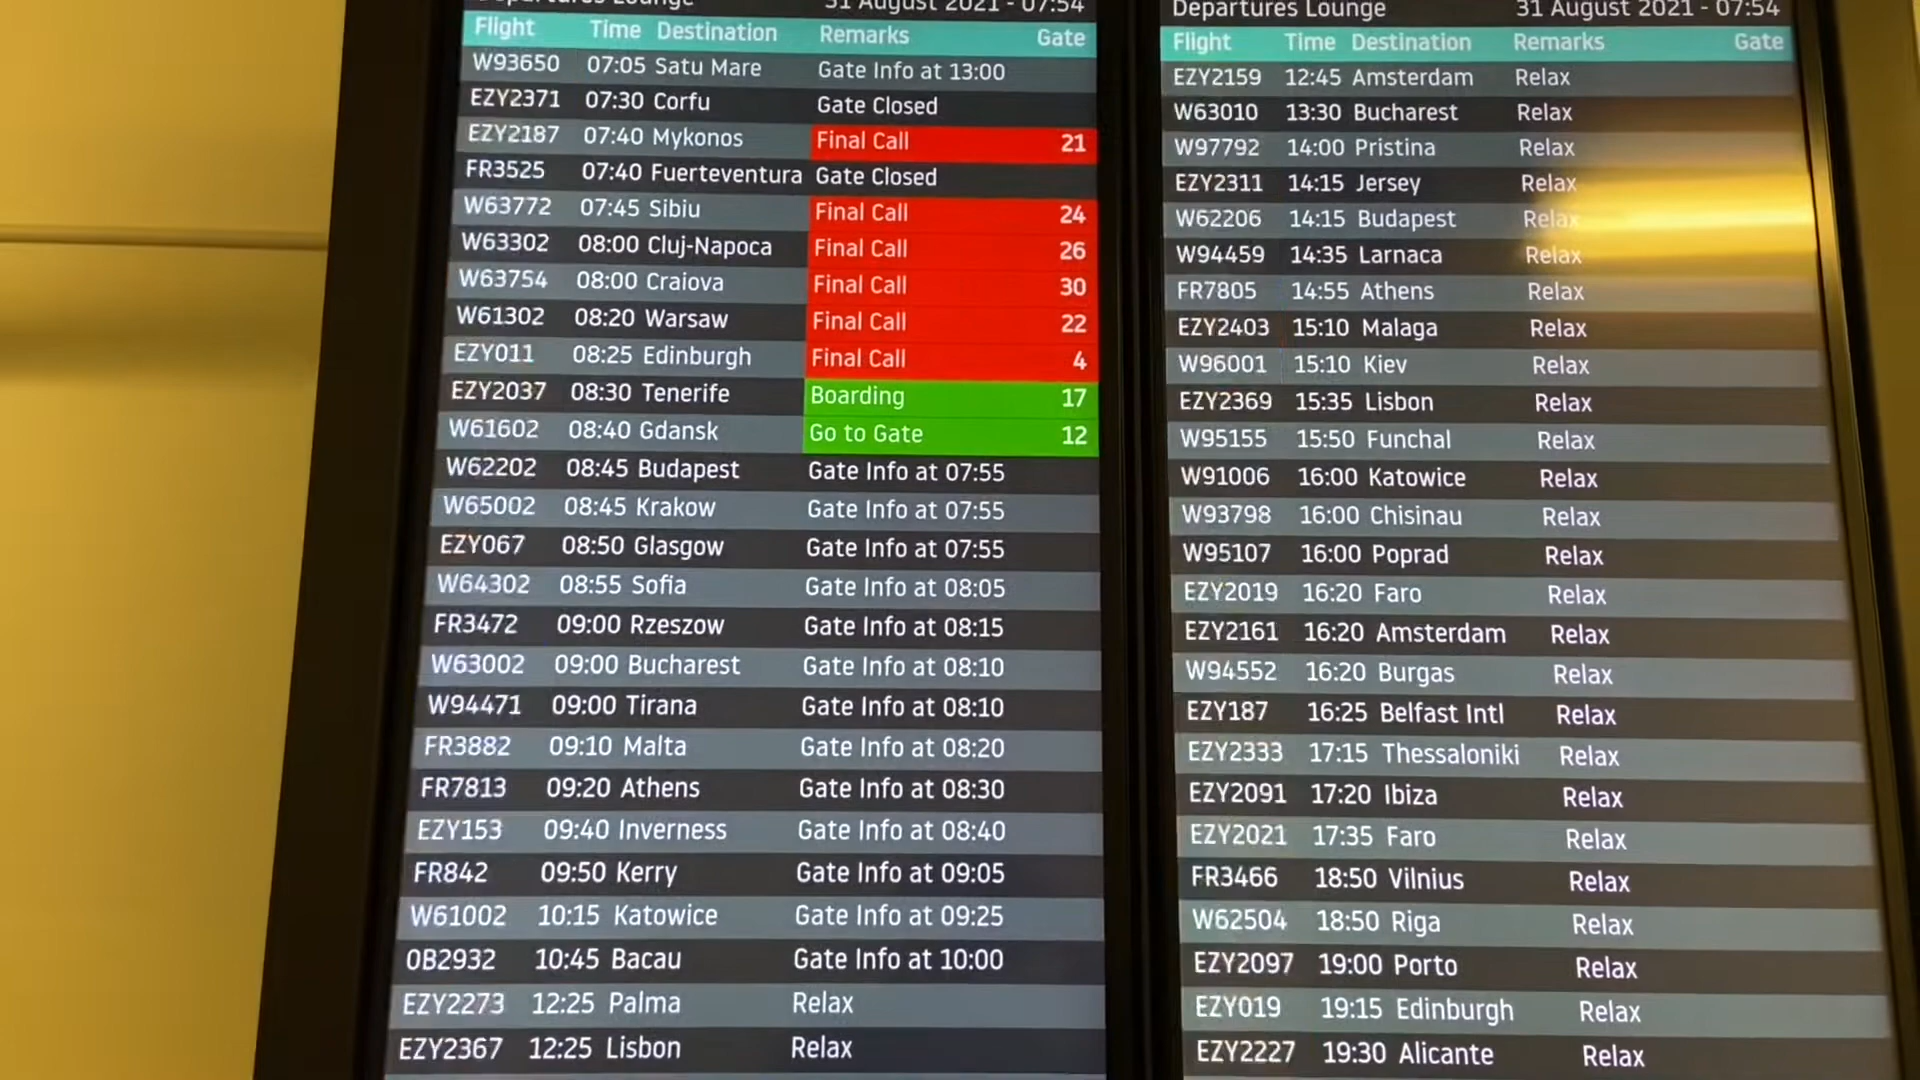 Departures Lounge 31 August 2021 - 07:54
Flight Time Destination Remarks Gate
W93650 07:05 Satu Mare Gate Info at 13:00
EZY2371 07:30 Corfu Gate Closed
EZY2187 07:40 Mykonos Final Call 21
FR3525 07:40 Fuerteventura Gate Closed
W63772 07:45 Sibiu Final Call 24
W63302 08:00 Cluj-Napoca Final Call 26
W63754 08:00 Craiova Final Call 30
W61302 08:20 Warsaw Final Call 22
EZY011 08:25 Edinburgh Final Call 4
EZY2037 08:30 Tenerife Boarding 17
W61602 08:40 Gdansk Go to Gate 12
W62202 08:45 Budapest Gate Info at 07:55
W65002 08:45 Krakow Gate Info at 07:55
EZY067 08:50 Glasgow Gate Info at 07:55
W64302 08:55 Sofia Gate Info at 08:05
FR3472 09:00 Rzeszow Gate Info at 08:15
W63002 09:00 Bucharest Gate Info at 08:10
W94471 09:00 Tirana Gate Info at 08:10
FR3882 09:10 Malta Gate Info at 08:20
FR7813 09:20 Athens Gate Info at 08:30
EZY153 09:40 Inverness Gate Info at 08:40
FR842 09:50 Kerry Gate Info at 09:05
W61002 10:15 Katowice Gate Info at 09:25
0B2932 10:45 Bacau Gate Info at 10:00
EZY2273 12:25 Palma Relax
EZY2367 12:25 Lisbon Relax
Departures Lounge 31 August 2021 - 07:54
Flight Time Destination Remarks Gate
EZY2159 12:45 Amsterdam Relax
W63010 13:30 Bucharest Relax
W97792 14:00 Pristina Relax
EZY2311 14:15 Jersey Relax
W62206 14:15 Budapest Relax
W94459 14:35 Larnaca Relax
FR7805 14:55 Athens Relax
EZY2403 15:10 Malaga Relax
W96001 15:10 Kiev Relax
EZY2369 15:35 Lisbon Relax
W95155 15:50 Funchal Relax
W91006 16:00 Katowice Relax
W93798 16:00 Chisinau Relax
W95107 16:00 Poprad Relax
EZY2019 16:20 Faro Relax
EZY2161 16:20 Amsterdam Relax
W94552 16:20 Burgas Relax
EZY187 16:25 Belfast Intl Relax
EZY2333 17:15 Thessaloniki Relax
EZY2091 17:20 Ibiza Relax
EZY2021 17:35 Faro Relax
FR3466 18:50 Vilnius Relax
W62504 18:50 Riga Relax
EZY2097 19:00 Porto Relax
EZY019 19:15 Edinburgh Relax
EZY2227 19:30 Alicante Relax